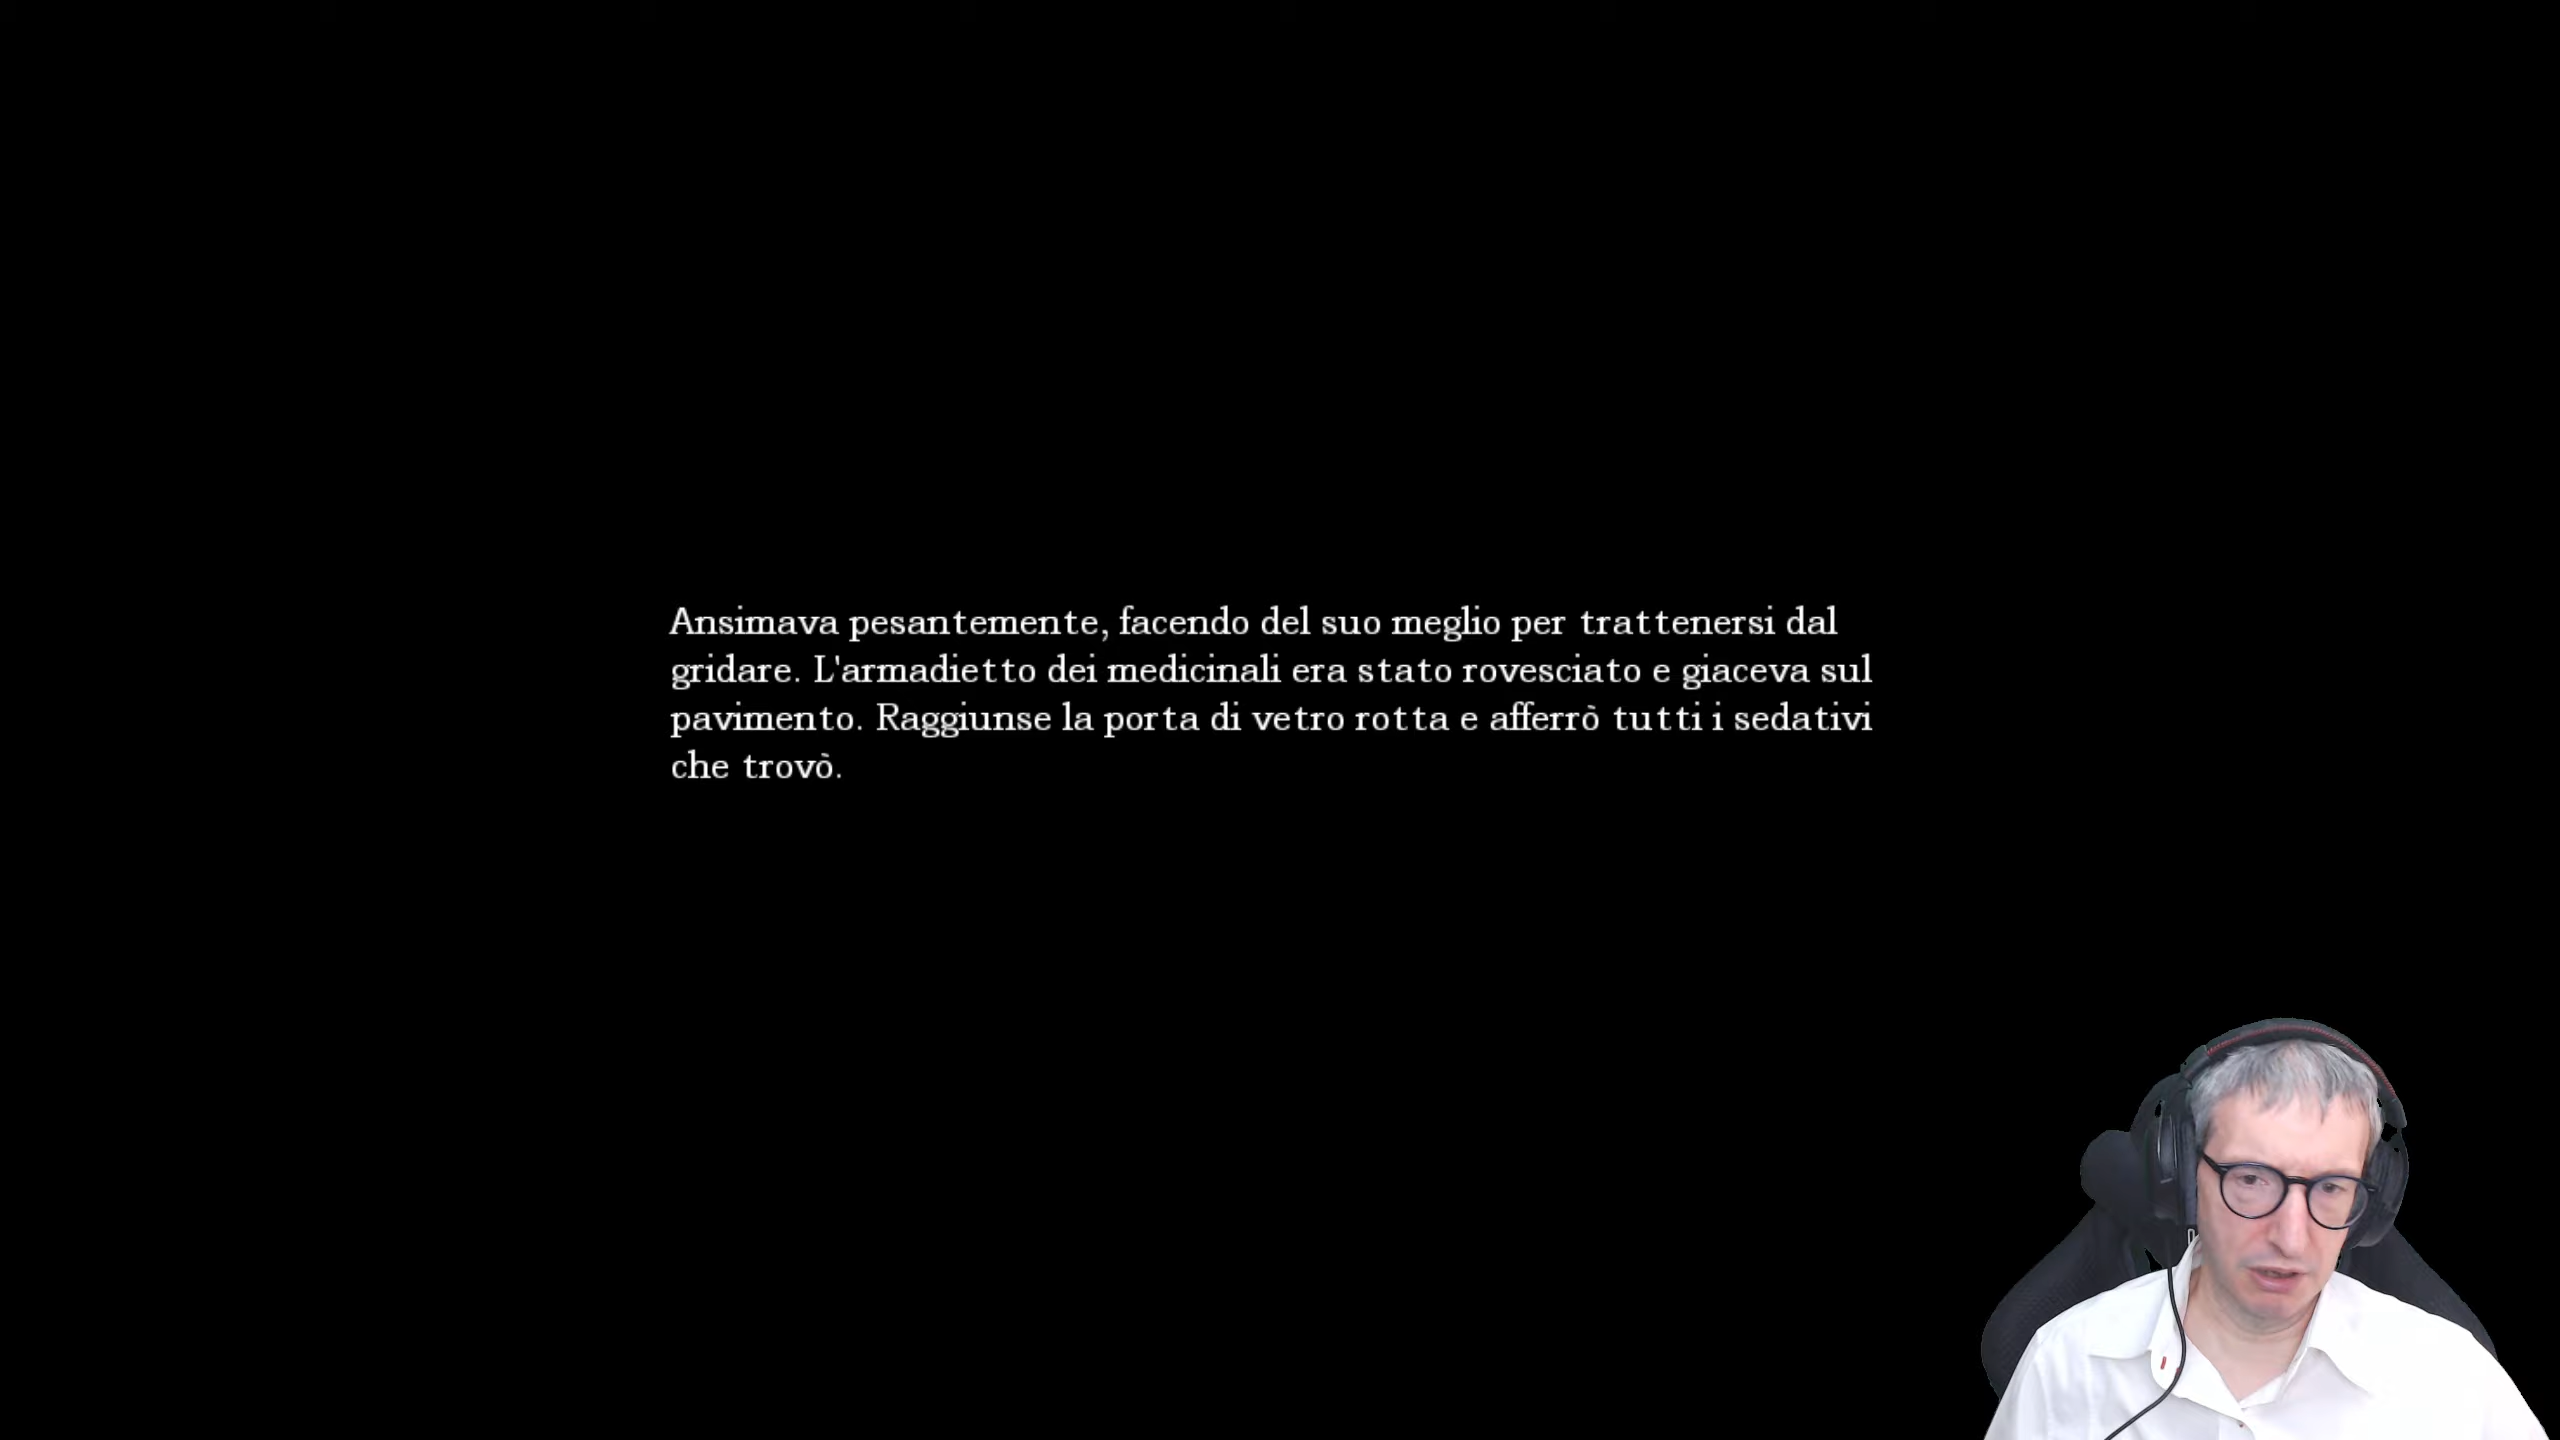 Ansimava pesantemente, facendo del suo meglio per trattenersi dal
gridare. L'armadietto dei medicinali era stato rovesciato e giaceva sul
pavimento. Raggiunse la porta di vetro rotta e afferrò tutti i sedativi
che trovò.